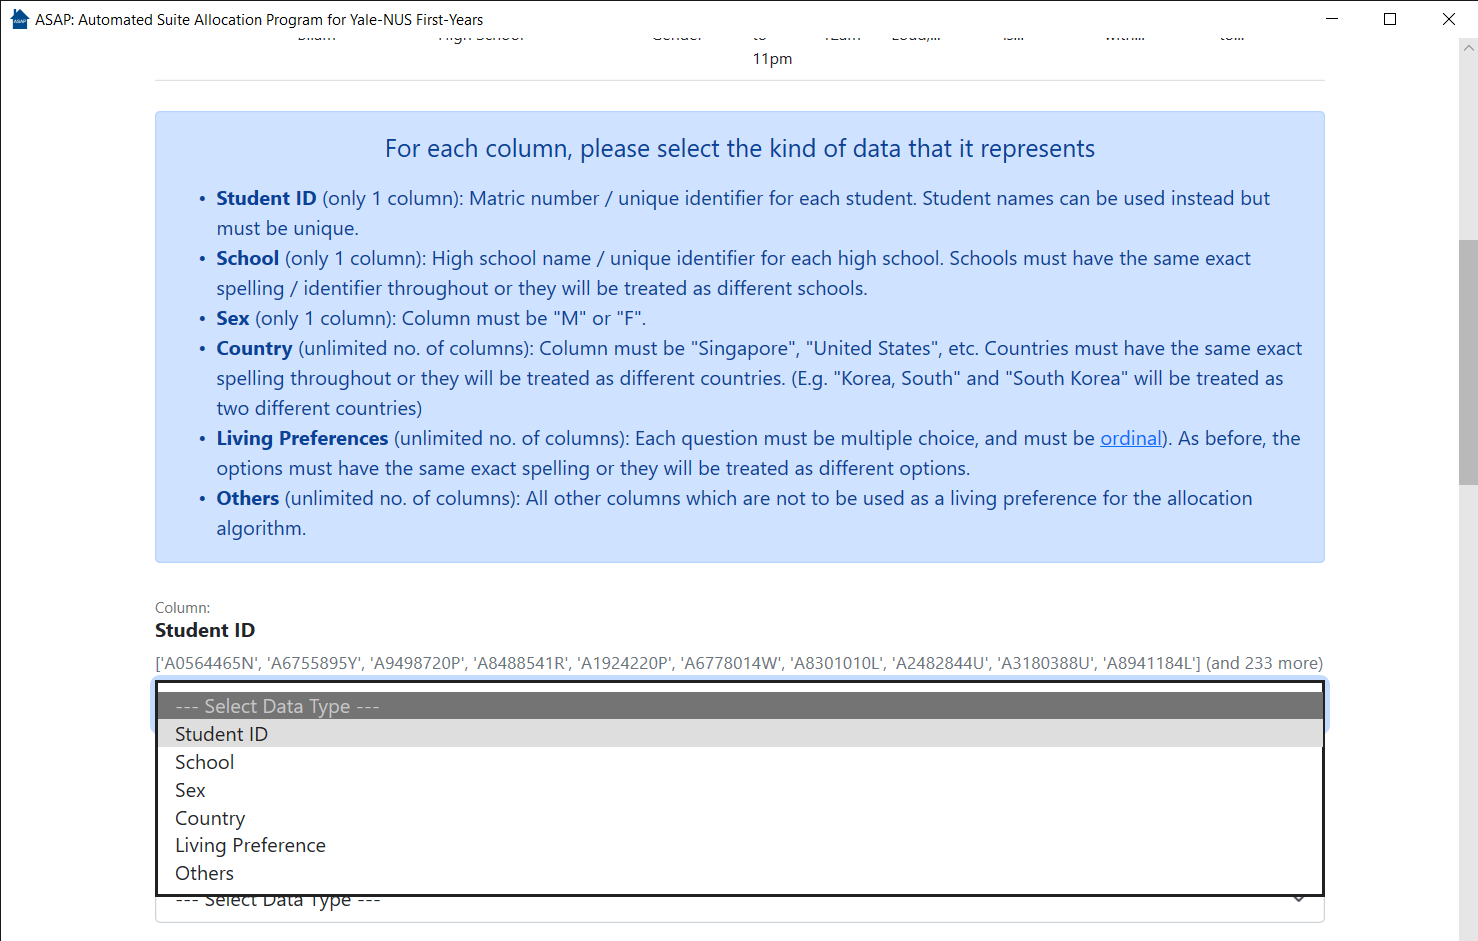 ASAP: Automated Suite Allocation Program for Yale-NUS First-Years
11pm
For each column, please select the kind of data that it represents
• Student ID (only 1 column): Matric number / unique identifier for each student. Student names can be used instead but
must be unique.
• School (only 1 column): High school name / unique identifier for each high school. Schools must have the same exact
spelling / identifier throughout or they will be treated as different schools.
• Sex (only 1 column): Column must be "M" or "F".
• Country (unlimited no. of columns): Column must be "Singapore", "United States", etc. Countries must have the same exact
spelling throughout or they will be treated as different countries. (E.g. "Korea, South" and "South Korea" will be treated as
two different countries)
• Living Preferences (unlimited no. of columns): Each question must be multiple choice, and must be ordinal). As before, the
options must have the same exact spelling or they will be treated as different options.
• Others (unlimited no. of columns): All other columns which are not to be used as a living preference for the allocation
algorithm.
Column:
Student ID
['A0564465N', 'A6755895Y', 'A9498720P', 'A8488541R', 'A1924220P', 'A6778014W', 'A8301010L', 'A2482844U', 'A3180388U', 'A8941184L'] (and 233 more)
--- Select Data Type ---
Student ID
School
Sex
Country
Living Preference
Others
--- Select Data Type ---